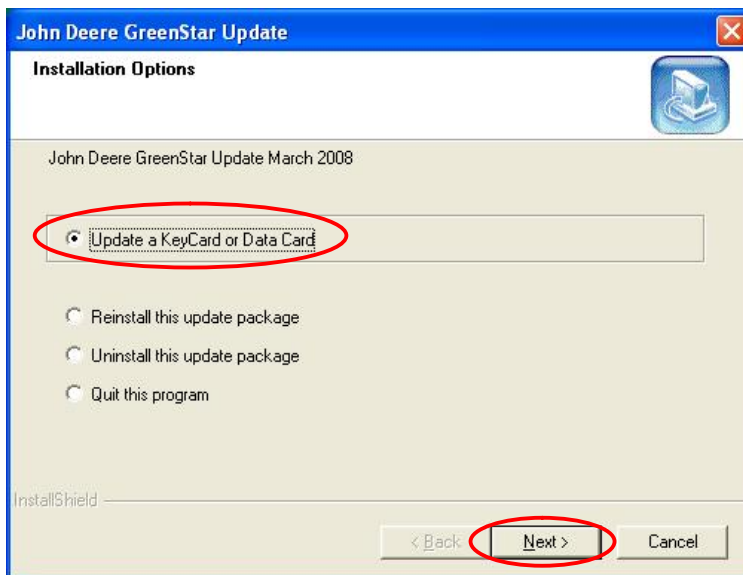 John Deere GreenStar Update
Installation Options
John Deere GreenStar Update March 2008
Update a KeyCard or Data Card
Reinstall this update package
Uninstall this update package
Quit this program
InstallShield
< Back
Next >
Cancel